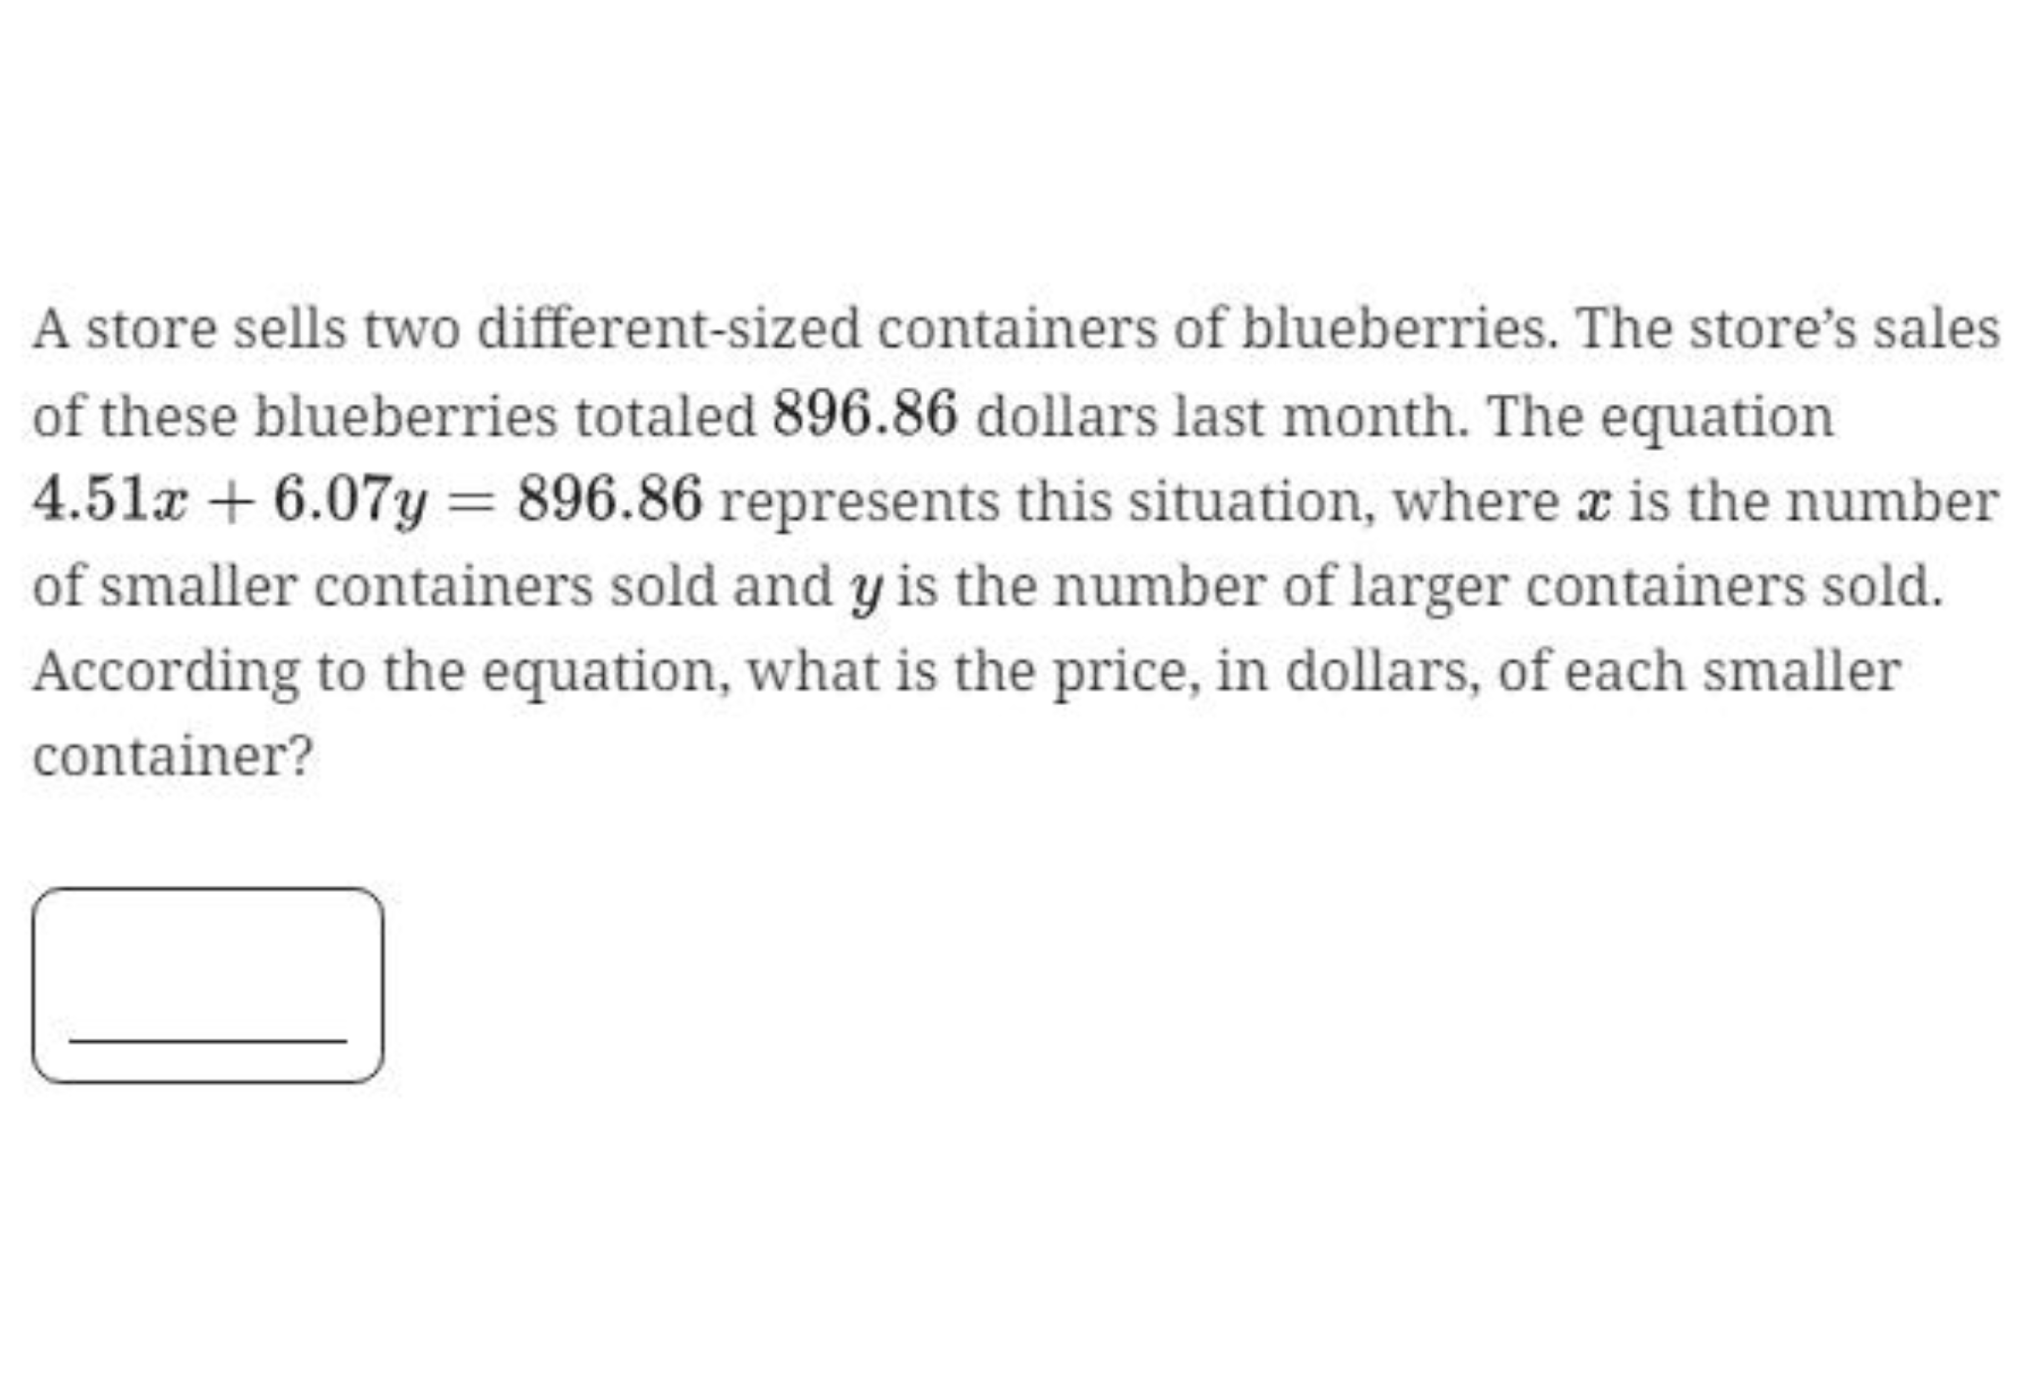 A store sells two different-sized containers of blueberries. The store’s sales
of these blueberries totaled 896.86 dollars last month. The equation
4.51x + 6.07y = 896.86 represents this situation, where x is the number
of smaller containers sold and y is the number of larger containers sold.
According to the equation, what is the price, in dollars, of each smaller
container?